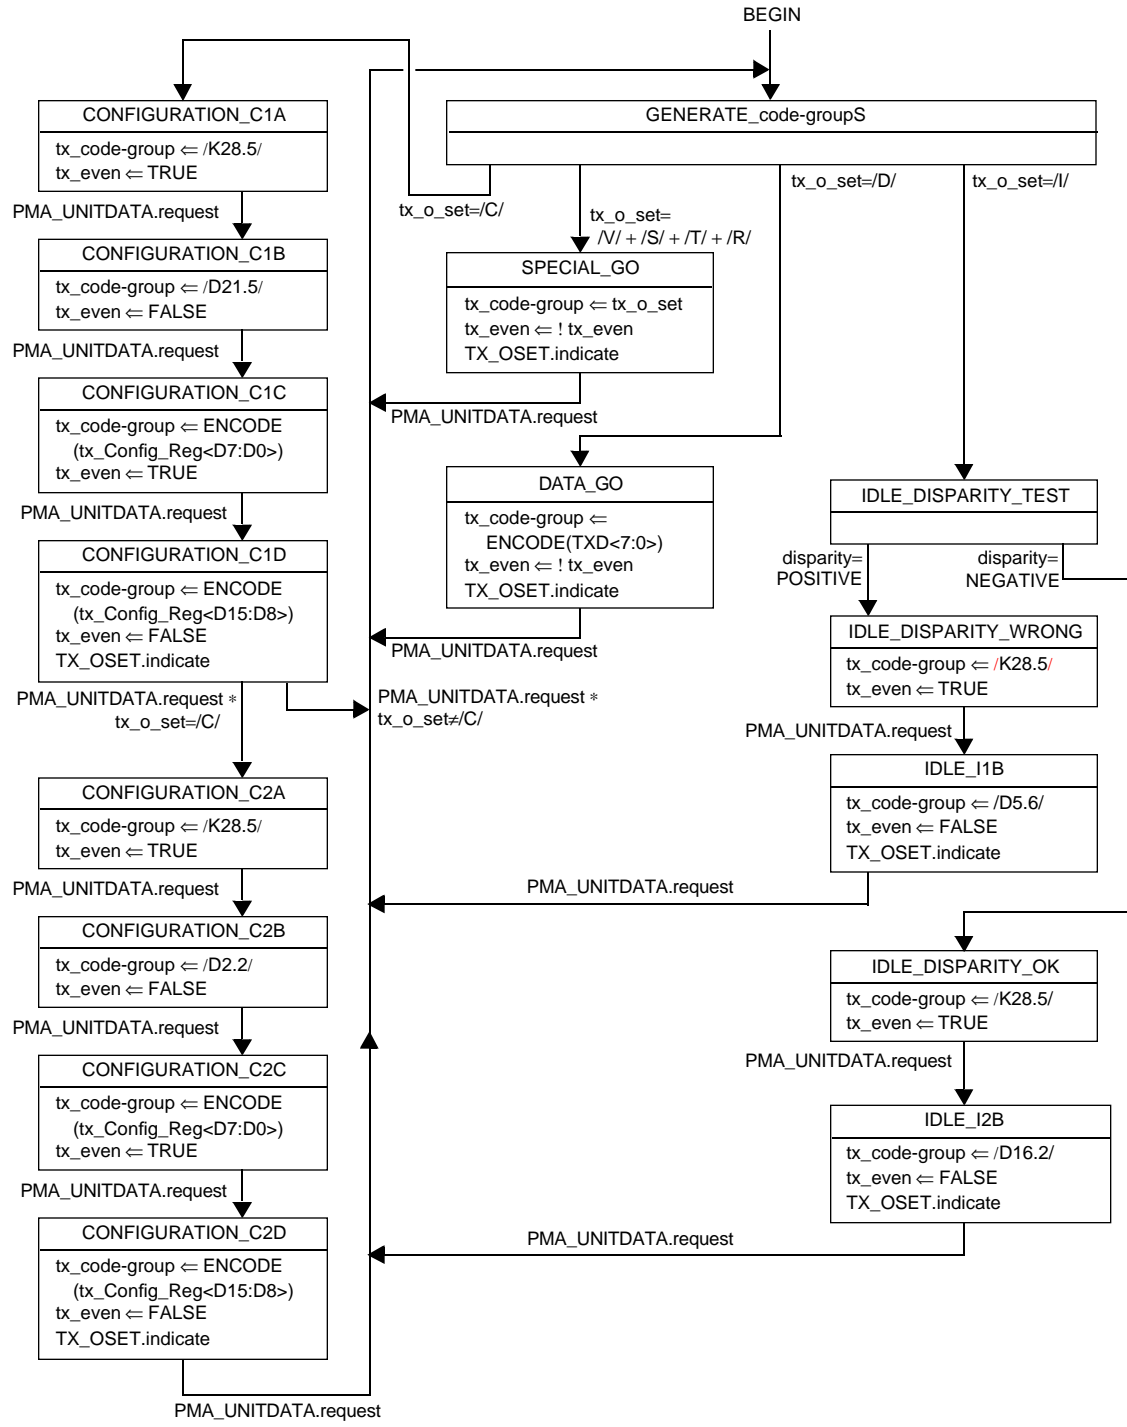 BEGIN
CONFIGURATION_C1A
tx_code-group ⇐ /K28.5/
tx_even ⇐ TRUE
PMA_UNITDATA.request
CONFIGURATION_C1B
tx_code-group ⇐ /D21.5/
tx_even ⇐ FALSE
PMA_UNITDATA.request
CONFIGURATION_C1C
tx_code-group ⇐ ENCODE
(tx_Config_Reg<D7:D0>)
tx_even ⇐ TRUE
PMA_UNITDATA.request
CONFIGURATION_C1D
tx_code-group ⇐ ENCODE
(tx_Config_Reg<D15:D8>)
tx_even ⇐ FALSE
TX_OSET.indicate
PMA_UNITDATA.request ∗
tx_o_set=/C/
PMA_UNITDATA.request ∗
tx_o_set≠/C/
CONFIGURATION_C2A
tx_code-group ⇐ /K28.5/
tx_even ⇐ TRUE
PMA_UNITDATA.request
CONFIGURATION_C2B
tx_code-group ⇐ /D2.2/
tx_even ⇐ FALSE
PMA_UNITDATA.request
CONFIGURATION_C2C
tx_code-group ⇐ ENCODE
(tx_Config_Reg<D7:D0>)
tx_even ⇐ TRUE
PMA_UNITDATA.request
CONFIGURATION_C2D
tx_code-group ⇐ ENCODE
(tx_Config_Reg<D15:D8>)
tx_even ⇐ FALSE
TX_OSET.indicate
PMA_UNITDATA.request
GENERATE_code-groupS
tx_o_set=/C/
tx_o_set=
/V/ + /S/ + /T/ + /R/
tx_o_set=/D/
tx_o_set=/I/
SPECIAL_GO
tx_code-group ⇐ tx_o_set
tx_even ⇐ ! tx_even
TX_OSET.indicate
PMA_UNITDATA.request
DATA_GO
tx_code-group ⇐
ENCODE(TXD<7:0>)
tx_even ⇐ ! tx_even
TX_OSET.indicate
PMA_UNITDATA.request
IDLE_DISPARITY_TEST
disparity=
POSITIVE
disparity=
NEGATIVE
IDLE_DISPARITY_WRONG
tx_code-group ⇐ /K28.5/
tx_even ⇐ TRUE
PMA_UNITDATA.request
IDLE_I1B
tx_code-group ⇐ /D5.6/
tx_even ⇐ FALSE
TX_OSET.indicate
PMA_UNITDATA.request
IDLE_DISPARITY_OK
tx_code-group ⇐ /K28.5/
tx_even ⇐ TRUE
PMA_UNITDATA.request
IDLE_I2B
tx_code-group ⇐ /D16.2/
tx_even ⇐ FALSE
TX_OSET.indicate
PMA_UNITDATA.request